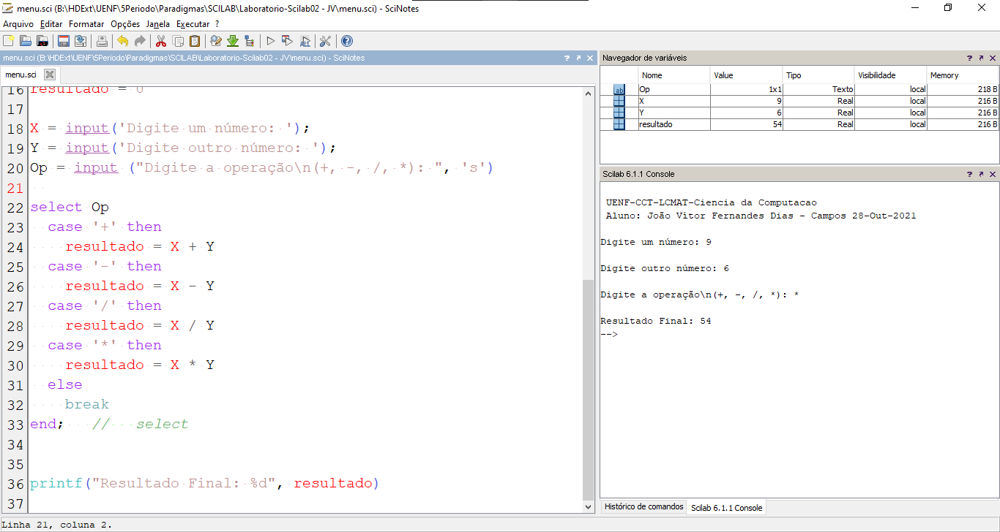 menu.sci (B:\HDExt\UENF\5Periodo\Paradigmas\SCILAB\Laboratorio-Scilab02 - JV\menu.sci) - SciNotes
Arquivo Editar Formatar Opções Janela Executar ?
menu.sci (B:\HDExt\UENF\5Periodo\Paradigmas\SCILAB\Laboratorio-Scilab02 - JV\menu.sci) - SciNotes
menu.sci
16 resultado = 0
17
18 X = input('Digite um número: ');
19 Y = input('Digite outro número: ');
20 Op = input ("Digite a operação\n(+, -, /, *): ", 's')
21
22 select Op
23   case '+' then
24     resultado = X + Y
25   case '-' then
26     resultado = X - Y
27   case '/' then
28     resultado = X / Y
29   case '*' then
30     resultado = X * Y
31   else
32     break
33 end;   //   select
34
35
36 printf("Resultado Final: %d", resultado)
37
Linha 21, coluna 2.
Navegador de variáveis
Nome Value Tipo Visibilidade Memory
ab Op 1x1 Texto local 218 B
X 9 Real local 216 B
Y 6 Real local 216 B
resultado 54 Real local 216 B
Scilab 6.1.1 Console
UENF-CCT-LCMAT-Ciencia da Computacao
Aluno: João Vítor Fernandes Dias - Campos 28-Out-2021
Digite um número: 9
Digite outro número: 6
Digite a operação\n(+, -, /, *): *
Resultado Final: 54
-->
Histórico de comandos Scilab 6.1.1 Console